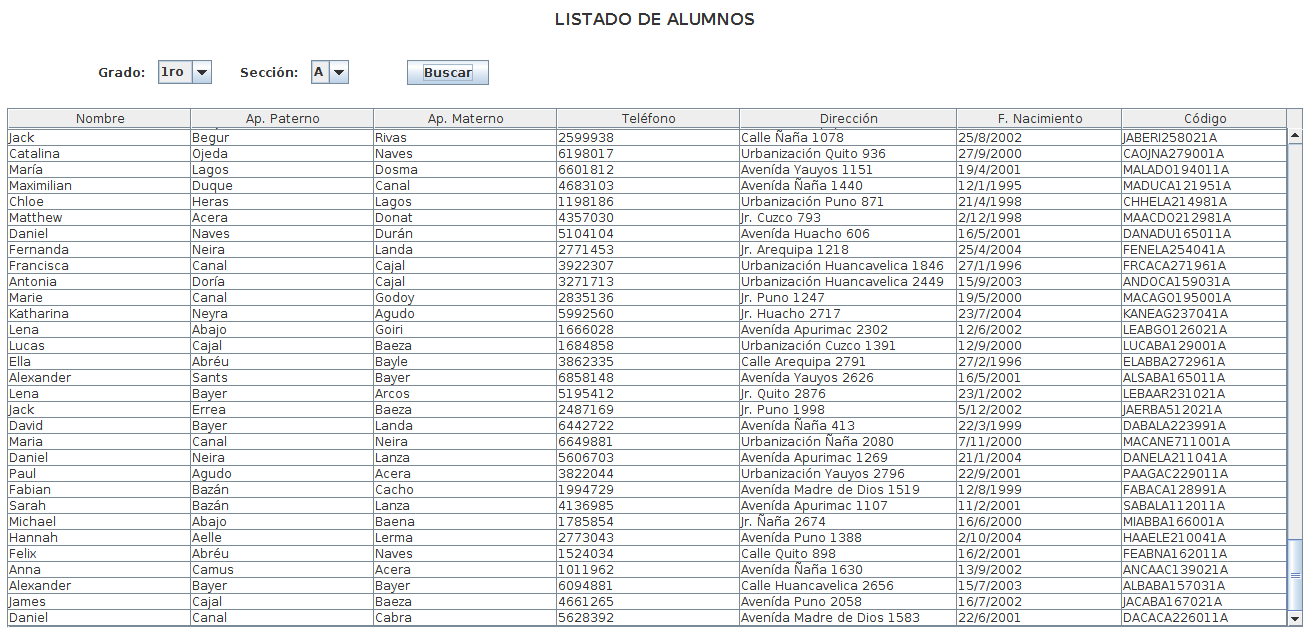 LISTADO DE ALUMNOS
Grado: 1ro Sección: A Buscar
Nombre Ap. Paterno Ap. Materno Teléfono Dirección F. Nacimiento Código
Jack Begur Rivas 2599938 Calle Ñaña 1078 25/8/2002 JABERI258021A
Catalina Ojeda Naves 6198017 Urbanización Quito 936 27/9/2000 CAOJNA279001A
María Lagos Dosma 6601812 Avenída Yauyos 1151 19/4/2001 MALADO194011A
Maximilian Duque Canal 4683103 Avenída Ñaña 1440 12/1/1995 MADUCA121951A
Chloe Heras Lagos 1198186 Urbanización Puno 871 21/4/1998 CHHELA214981A
Matthew Acera Donat 4357030 Jr. Cuzco 793 2/12/1998 MAACDO212981A
Daniel Naves Durán 5104104 Avenída Huacho 606 16/5/2001 DANADU165011A
Fernanda Neira Landa 2771453 Jr. Arequipa 1218 25/4/2004 FENELA254041A
Francisca Canal Cajal 3922307 Urbanización Huancavelica 1846 27/1/1996 FRCACA271961A
Antonia Doría Cajal 3271713 Urbanización Huancavelica 2449 15/9/2003 ANDOCA159031A
Marie Canal Godoy 2835136 Jr. Puno 1247 19/5/2000 MACAGO195001A
Katharina Neyra Agudo 5992560 Jr. Huacho 2717 23/7/2004 KANEAG237041A
Lena Abajo Goiri 1666028 Avenída Apurimac 2302 12/6/2002 LEABGO126021A
Lucas Cajal Baeza 1684858 Urbanización Cuzco 1391 12/9/2000 LUCABA129001A
Ella Abréu Bayle 3862335 Calle Arequipa 2791 27/2/1996 ELABBA272961A
Alexander Sants Bayer 6858148 Avenída Yauyos 2626 16/5/2001 ALSABA165011A
Lena Bayer Arcos 5195412 Jr. Quito 2876 23/1/2002 LEBAAR231021A
Jack Errea Baeza 2487169 Jr. Puno 1998 5/12/2002 JAERBA512021A
David Bayer Landa 6442722 Avenída Ñaña 413 22/3/1999 DABALA223991A
Maria Canal Neira 6649881 Urbanización Ñaña 2080 7/11/2000 MACANE711001A
Daniel Neira Lanza 5606703 Avenída Apurimac 1269 21/1/2004 DANELA211041A
Paul Agudo Acera 3822044 Urbanización Yauyos 2796 22/9/2001 PAAGAC229011A
Fabian Bazán Cacho 1994729 Avenída Madre de Dios 1519 12/8/1999 FABACA128991A
Sarah Bazán Lanza 4136985 Avenída Apurimac 1107 11/2/2001 SABALA112011A
Michael Abajo Baena 1785854 Jr. Ñaña 2674 16/6/2000 MIABBA166001A
Hannah Aelle Lerma 2773043 Avenída Puno 1388 2/10/2004 HAAELE210041A
Felix Abréu Naves 1524034 Calle Quito 898 16/2/2001 FEABNA162011A
Anna Camus Acera 1011962 Avenída Ñaña 1630 13/9/2002 ANCAAC139021A
Alexander Bayer Bayer 6094881 Calle Huancavelica 2656 15/7/2003 ALBABA157031A
James Cajal Baeza 4661265 Avenída Puno 2058 16/7/2002 JACABA167021A
Daniel Canal Cabra 5628392 Avenída Madre de Dios 1583 22/6/2001 DACACA226011A